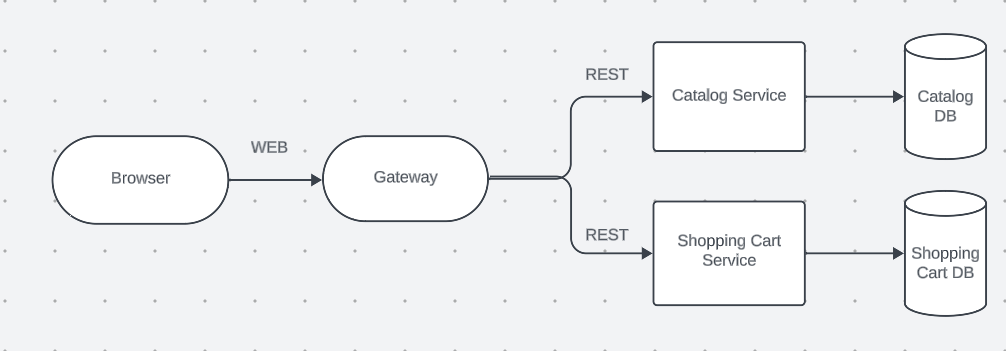 Browser
WEB
Gateway
REST
Catalog Service
Catalog
DB
REST
Shopping Cart
Service
Shopping
Cart DB